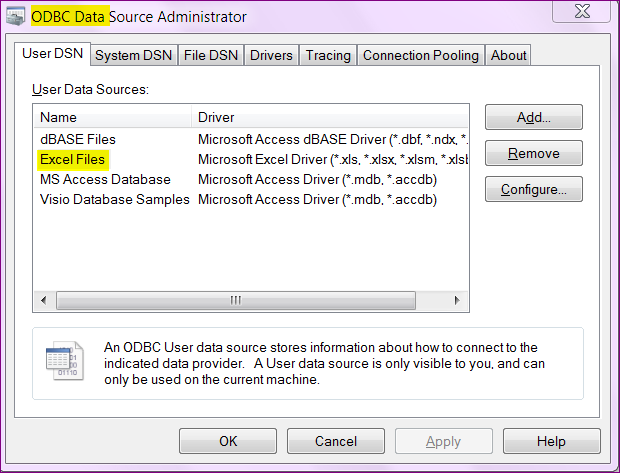 ODBC Data Source Administrator
User DSN System DSN File DSN Drivers Tracing Connection Pooling About
User Data Sources:
Name Driver
dBASE Files Microsoft Access dBASE Driver (*.dbf, *.ndx, *.
Excel Files Microsoft Excel Driver (*.xls, *.xlsx, *.xlsm, *.xlsb
MS Access Database Microsoft Access Driver (*.mdb, *.accdb)
Visio Database Samples Microsoft Access Driver (*.mdb, *.accdb)
Add...
Remove
Configure...
An ODBC User data source stores information about how to connect to the
indicated data provider. A User data source is only visible to you, and can
only be used on the current machine.
OK Cancel Apply Help